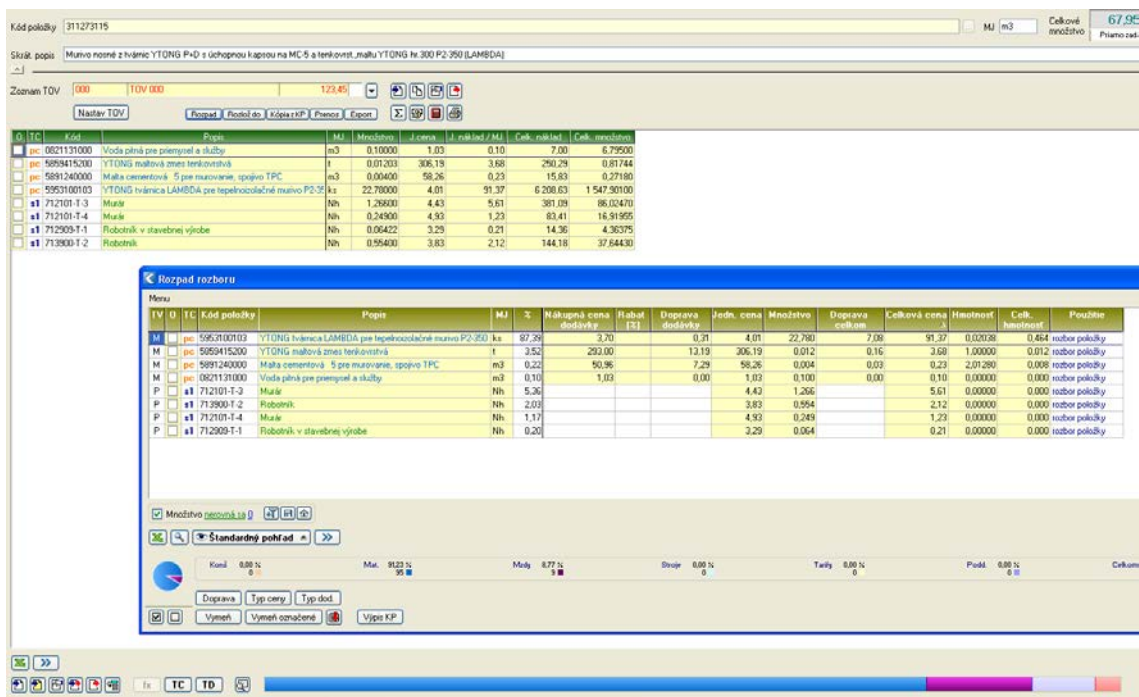 Kód položky 311273115 MJ m3 Celkové množstvo 67,95
Priamo zad
Skrát. popis Murivo nosné z tvárnic YTONG P+D s úchopnou kapsou na MC-5 a tenkovrst.,maltu YTONG hr.300 P2-350 (LAMBDA)
Zoznam TOV 000 TOV 000 123,45
Nastav TOV Rozpad Rozlož do Kópia z KP Prenos Export
O TC Kód Popis MJ Množstvo J.cena J. náklad / MJ Celk. náklad Celk. množstvo
pc 0821131000 Voda pitná pre priemysel a služby m3 0,10000 1,03 0,10 7,00 6,79500
pc 5859415200 YTONG maltová zmes tenkovrstvá t 0,01203 306,19 3,68 250,29 0,81744
pc 5891240000 Malta cementová 5 pre murovanie, spojivo TPC m3 0,00400 58,26 0,23 15,83 0,27180
pc 5953100103 YTONG tvárnica LAMBDA pre tepelnoizolačné murivo P2-35 ks 22,78000 4,01 91,37 6 208,63 1 547,90100
s1 712101-T-3 Murár Nh 1,26600 4,43 5,61 381,09 86,02470
s1 712101-T-4 Murár Nh 0,24900 4,93 1,23 83,41 16,91955
s1 712909-T-1 Robotník v stavebnej výrobe Nh 0,06422 3,29 0,21 14,36 4,36375
s1 713900-T-2 Robotník Nh 0,55400 3,83 2,12 144,18 37,64430
Rozpad rozboru
Menu
TV O TC Kód položky Popis MJ % Nákupná cena dodávky Rabat [%] Doprava dodávky Jedn. cena Množstvo Doprava celkom Celková cena Hmotnosť Celk. hmotnosť Použitie
M pc 5953100103 YTONG tvárnica LAMBDA pre tepelnoizolačné murivo P2-350 ks 87,39 3,70 0,31 4,01 22,780 7,08 91,37 0,02038 0,464 rozbor položky
M pc 5859415200 YTONG maltová zmes tenkovrstvá t 3,52 293,00 13,19 306,19 0,012 0,16 3,68 1,00000 0,012 rozbor položky
M pc 5891240000 Malta cementová 5 pre murovanie, spojivo TPC m3 0,22 50,96 7,29 58,26 0,004 0,03 0,23 2,01280 0,008 rozbor položky
M pc 0821131000 Voda pitná pre priemysel a služby m3 0,10 1,03 0,00 1,03 0,100 0,00 0,10 0,00000 0,000 rozbor položky
P s1 712101-T-3 Murár Nh 5,36 4,43 1,266 5,61 0,00000 0,000 rozbor položky
P s1 713900-T-2 Robotník Nh 2,03 3,83 0,554 2,12 0,00000 0,000 rozbor položky
P s1 712101-T-4 Murár Nh 1,17 4,93 0,249 1,23 0,00000 0,000 rozbor položky
P s1 712909-T-1 Robotník v stavebnej výrobe Nh 0,20 3,29 0,064 0,21 0,00000 0,000 rozbor položky
Množstvo nerovná sa 0
Štandardný pohľad
Koníl 0,00 % Mat. 91,23 % Mzdy 8,77 % Stroje 0,00 % Tarify 0,00 % Podd. 0,00 % Celkom
0 95 9 0 0 0
Doprava Typ ceny Typ dod.
Vymeň Vymeň označené Výpis KP
fx TC TD